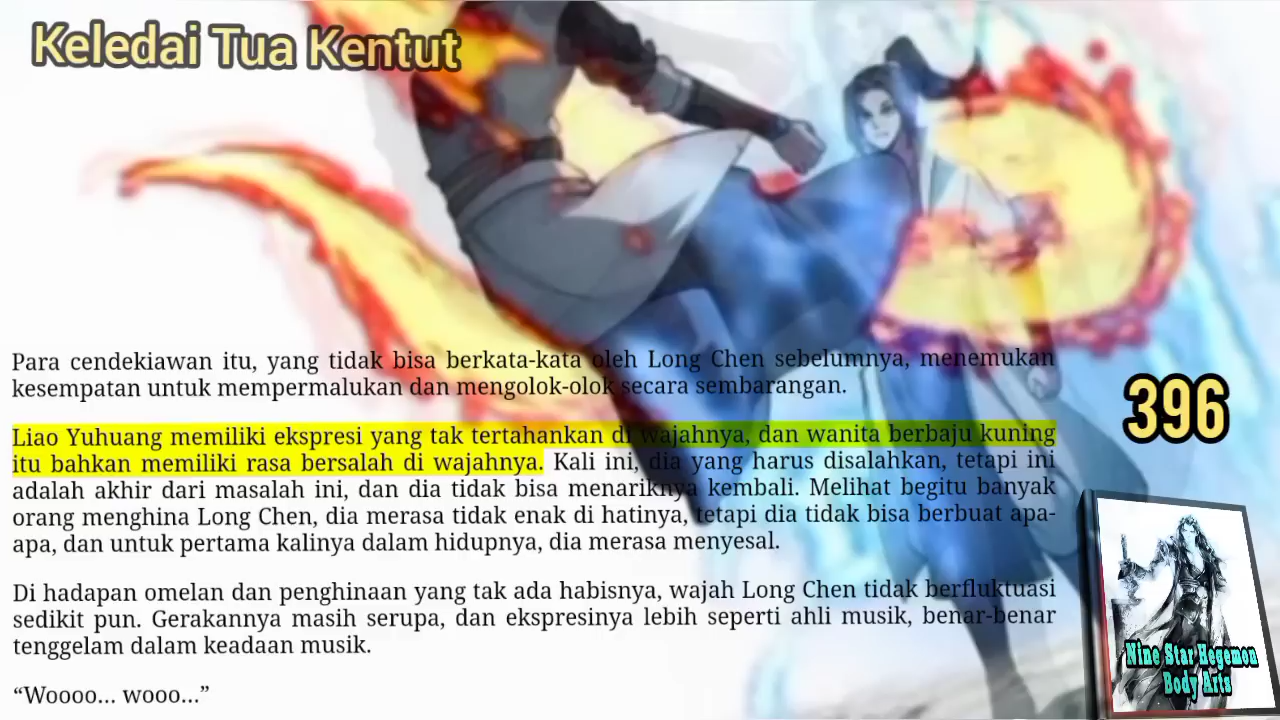 Keledai Tua Kentut
Para cendekiawan itu, yang tidak bisa berkata-kata oleh Long Chen sebelumnya, menemukan
kesempatan untuk mempermalukan dan mengolok-olok secara sembarangan.
Liao Yuhuang memiliki ekspresi yang tak tertahankan di wajahnya, dan wanita berbaju kuning
itu bahkan memiliki rasa bersalah di wajahnya. Kali ini, dia yang harus disalahkan, tetapi ini
adalah akhir dari masalah ini, dan dia tidak bisa menariknya kembali. Melihat begitu banyak
orang menghina Long Chen, dia merasa tidak enak di hatinya, tetapi dia tidak bisa berbuat apa-
apa, dan untuk pertama kalinya dalam hidupnya, dia merasa menyesal.
Di hadapan omelan dan penghinaan yang tak ada habisnya, wajah Long Chen tidak berfluktuasi
sedikit pun. Gerakannya masih serupa, dan ekspresinya lebih seperti ahli musik, benar-benar
tenggelam dalam keadaan musik.
“Woooo... wooo...”
396
Nine Star Hegemon
Body Arts